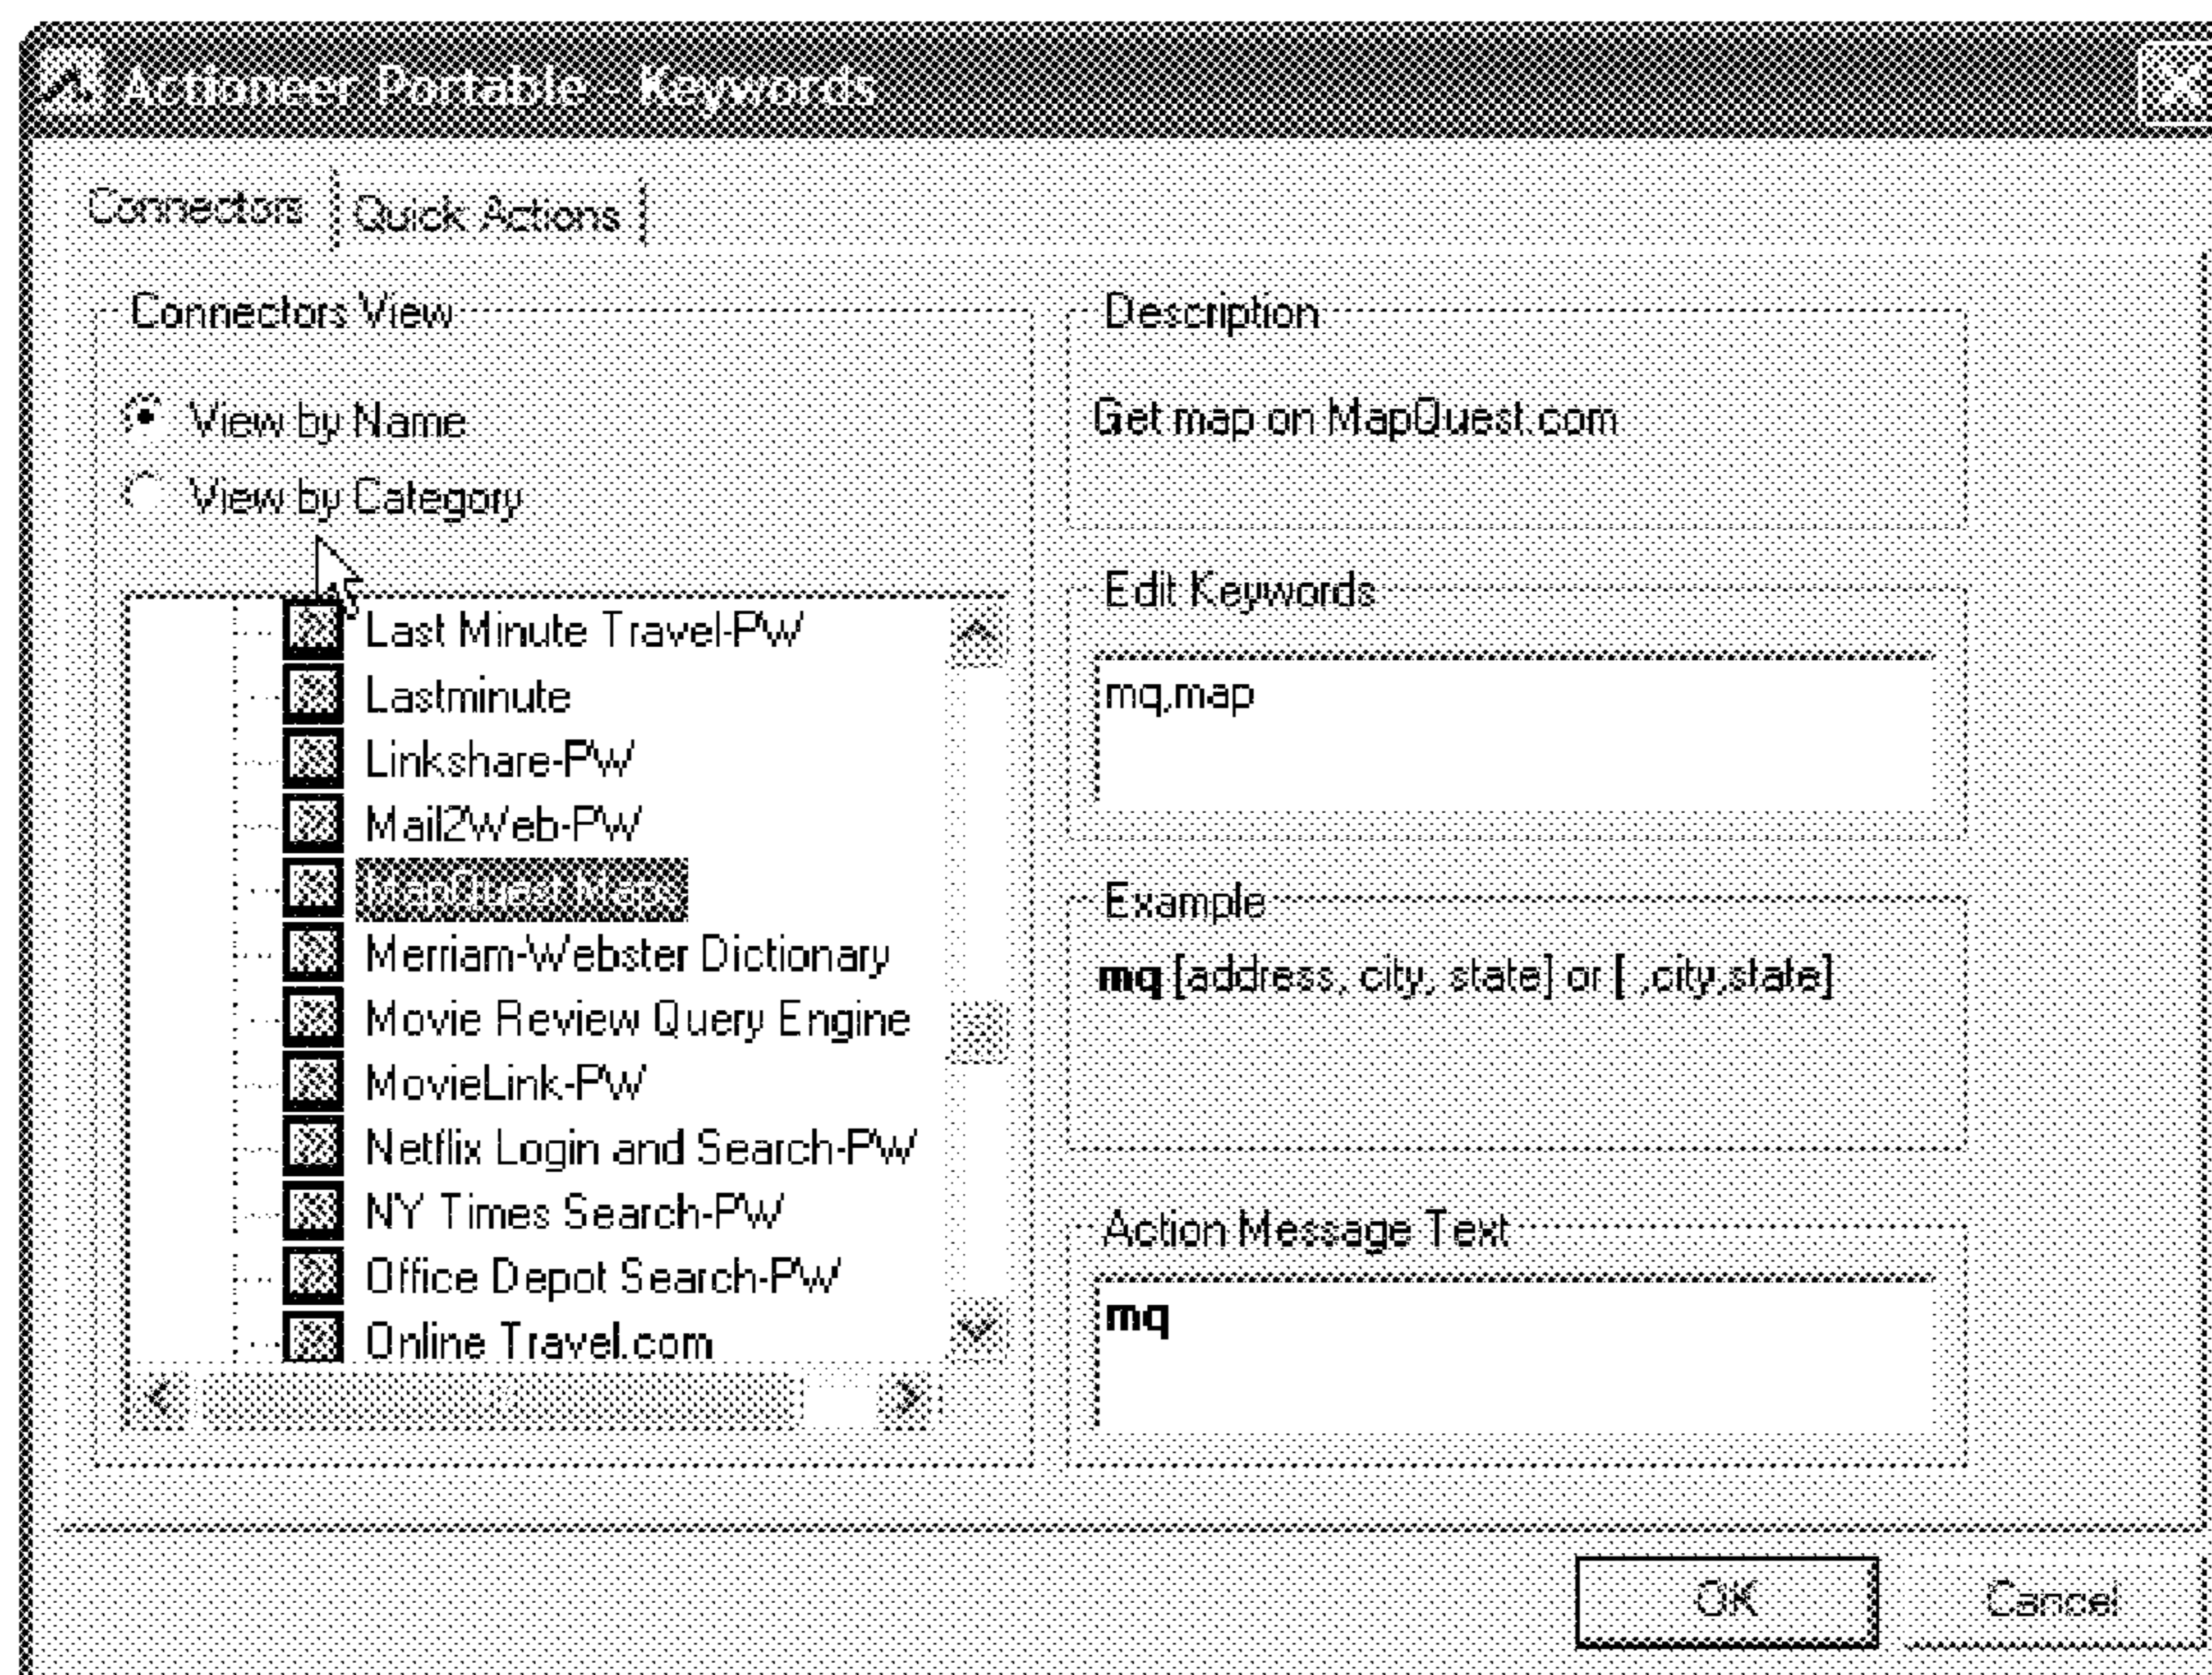 Actioneer Portable - Keywords
Connectors
Quick Actions
Connectors View
View by Name
View by Category
Last Minute Travel-PW
Lastminute
Linkshare-PW
Mail2Web-PW
MapQuest Maps
Merriam-Webster Dictionary
Movie Review Query Engine
MovieLink-PW
Netflix Login and Search-PW
NY Times Search-PW
Office Depot Search-PW
Online Travel.com
Description
Get map on MapQuest.com
Edit Keywords
mq,map
Example
mq [address, city, state] or [ ,city,state]
Action Message Text
mq
OK
Cancel